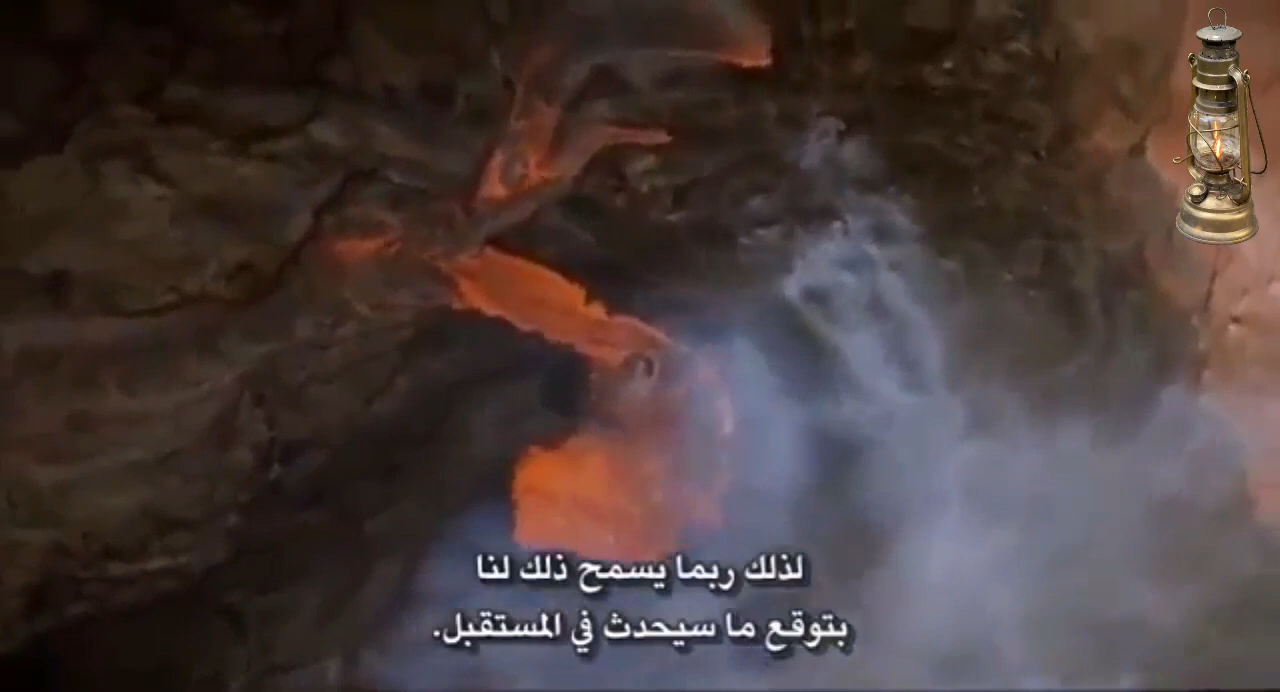 لذلك ربما يسمح ذلك لنا
بتوقع ما سيحدث في المستقبل.